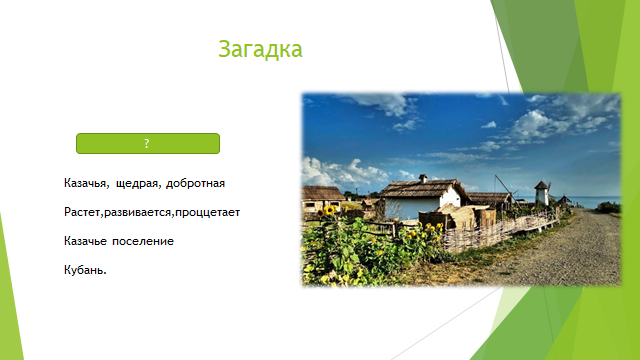 Загадка
?
Казачья, щедрая, добротная
Растет,развивается,проццетает
Казачье поселение
Кубань.